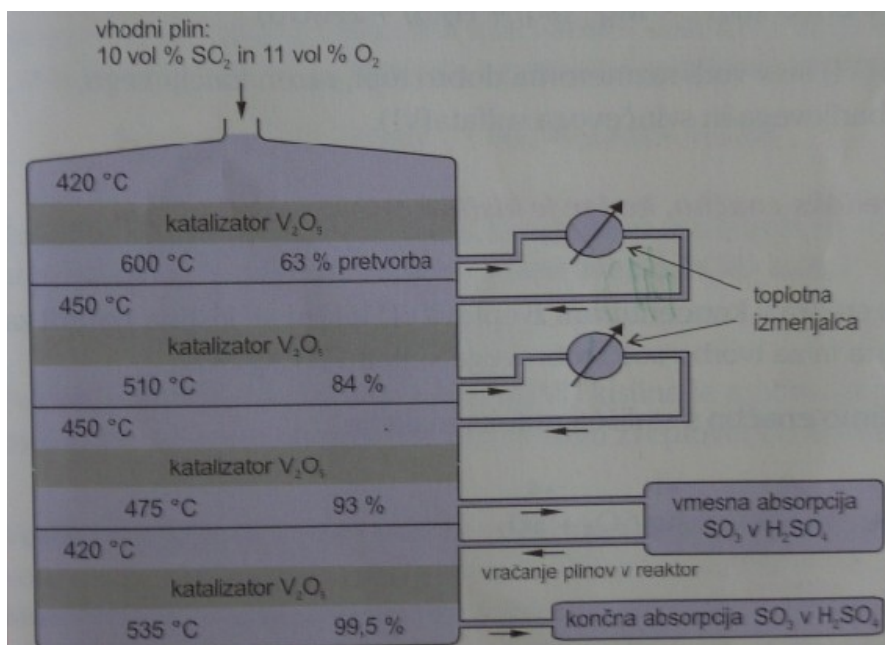 vhodni plin:
10 vol % SO₂ in 11 vol % O₂
420 °C
katalizator V₂O₅
600 °C 63 % pretvorba
450 °C
toplotna
izmenjalca
katalizator V₂O₅
510 °C 84 %
450 °C
katalizator V₂O₅
475 °C 93 %
vmesna absorpcija
SO₃ v H₂SO₄
420 °C
vračanje plinov v reaktor
katalizator V₂O₅
535 °C 99,5 %
končna absorpcija SO₃ v H₂SO₄